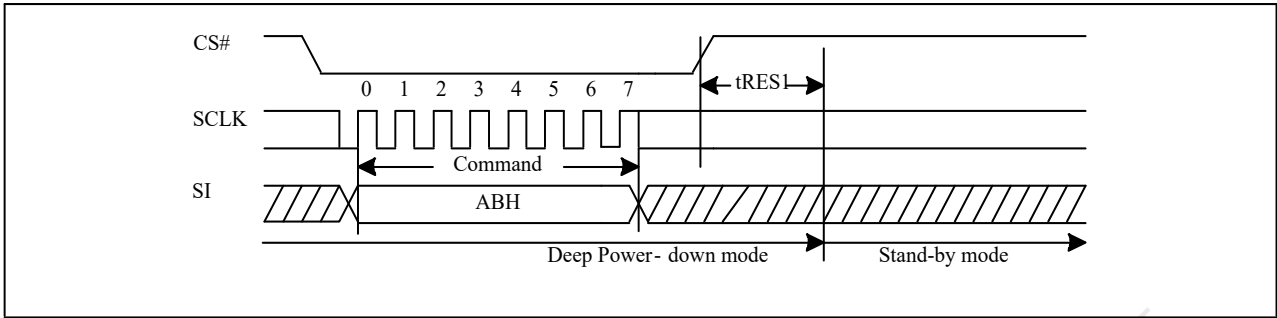 CS#
tRES1
0 1 2 3 4 5 6 7
SCLK
Command
SI
ABH
Deep Power- down mode
Stand-by mode